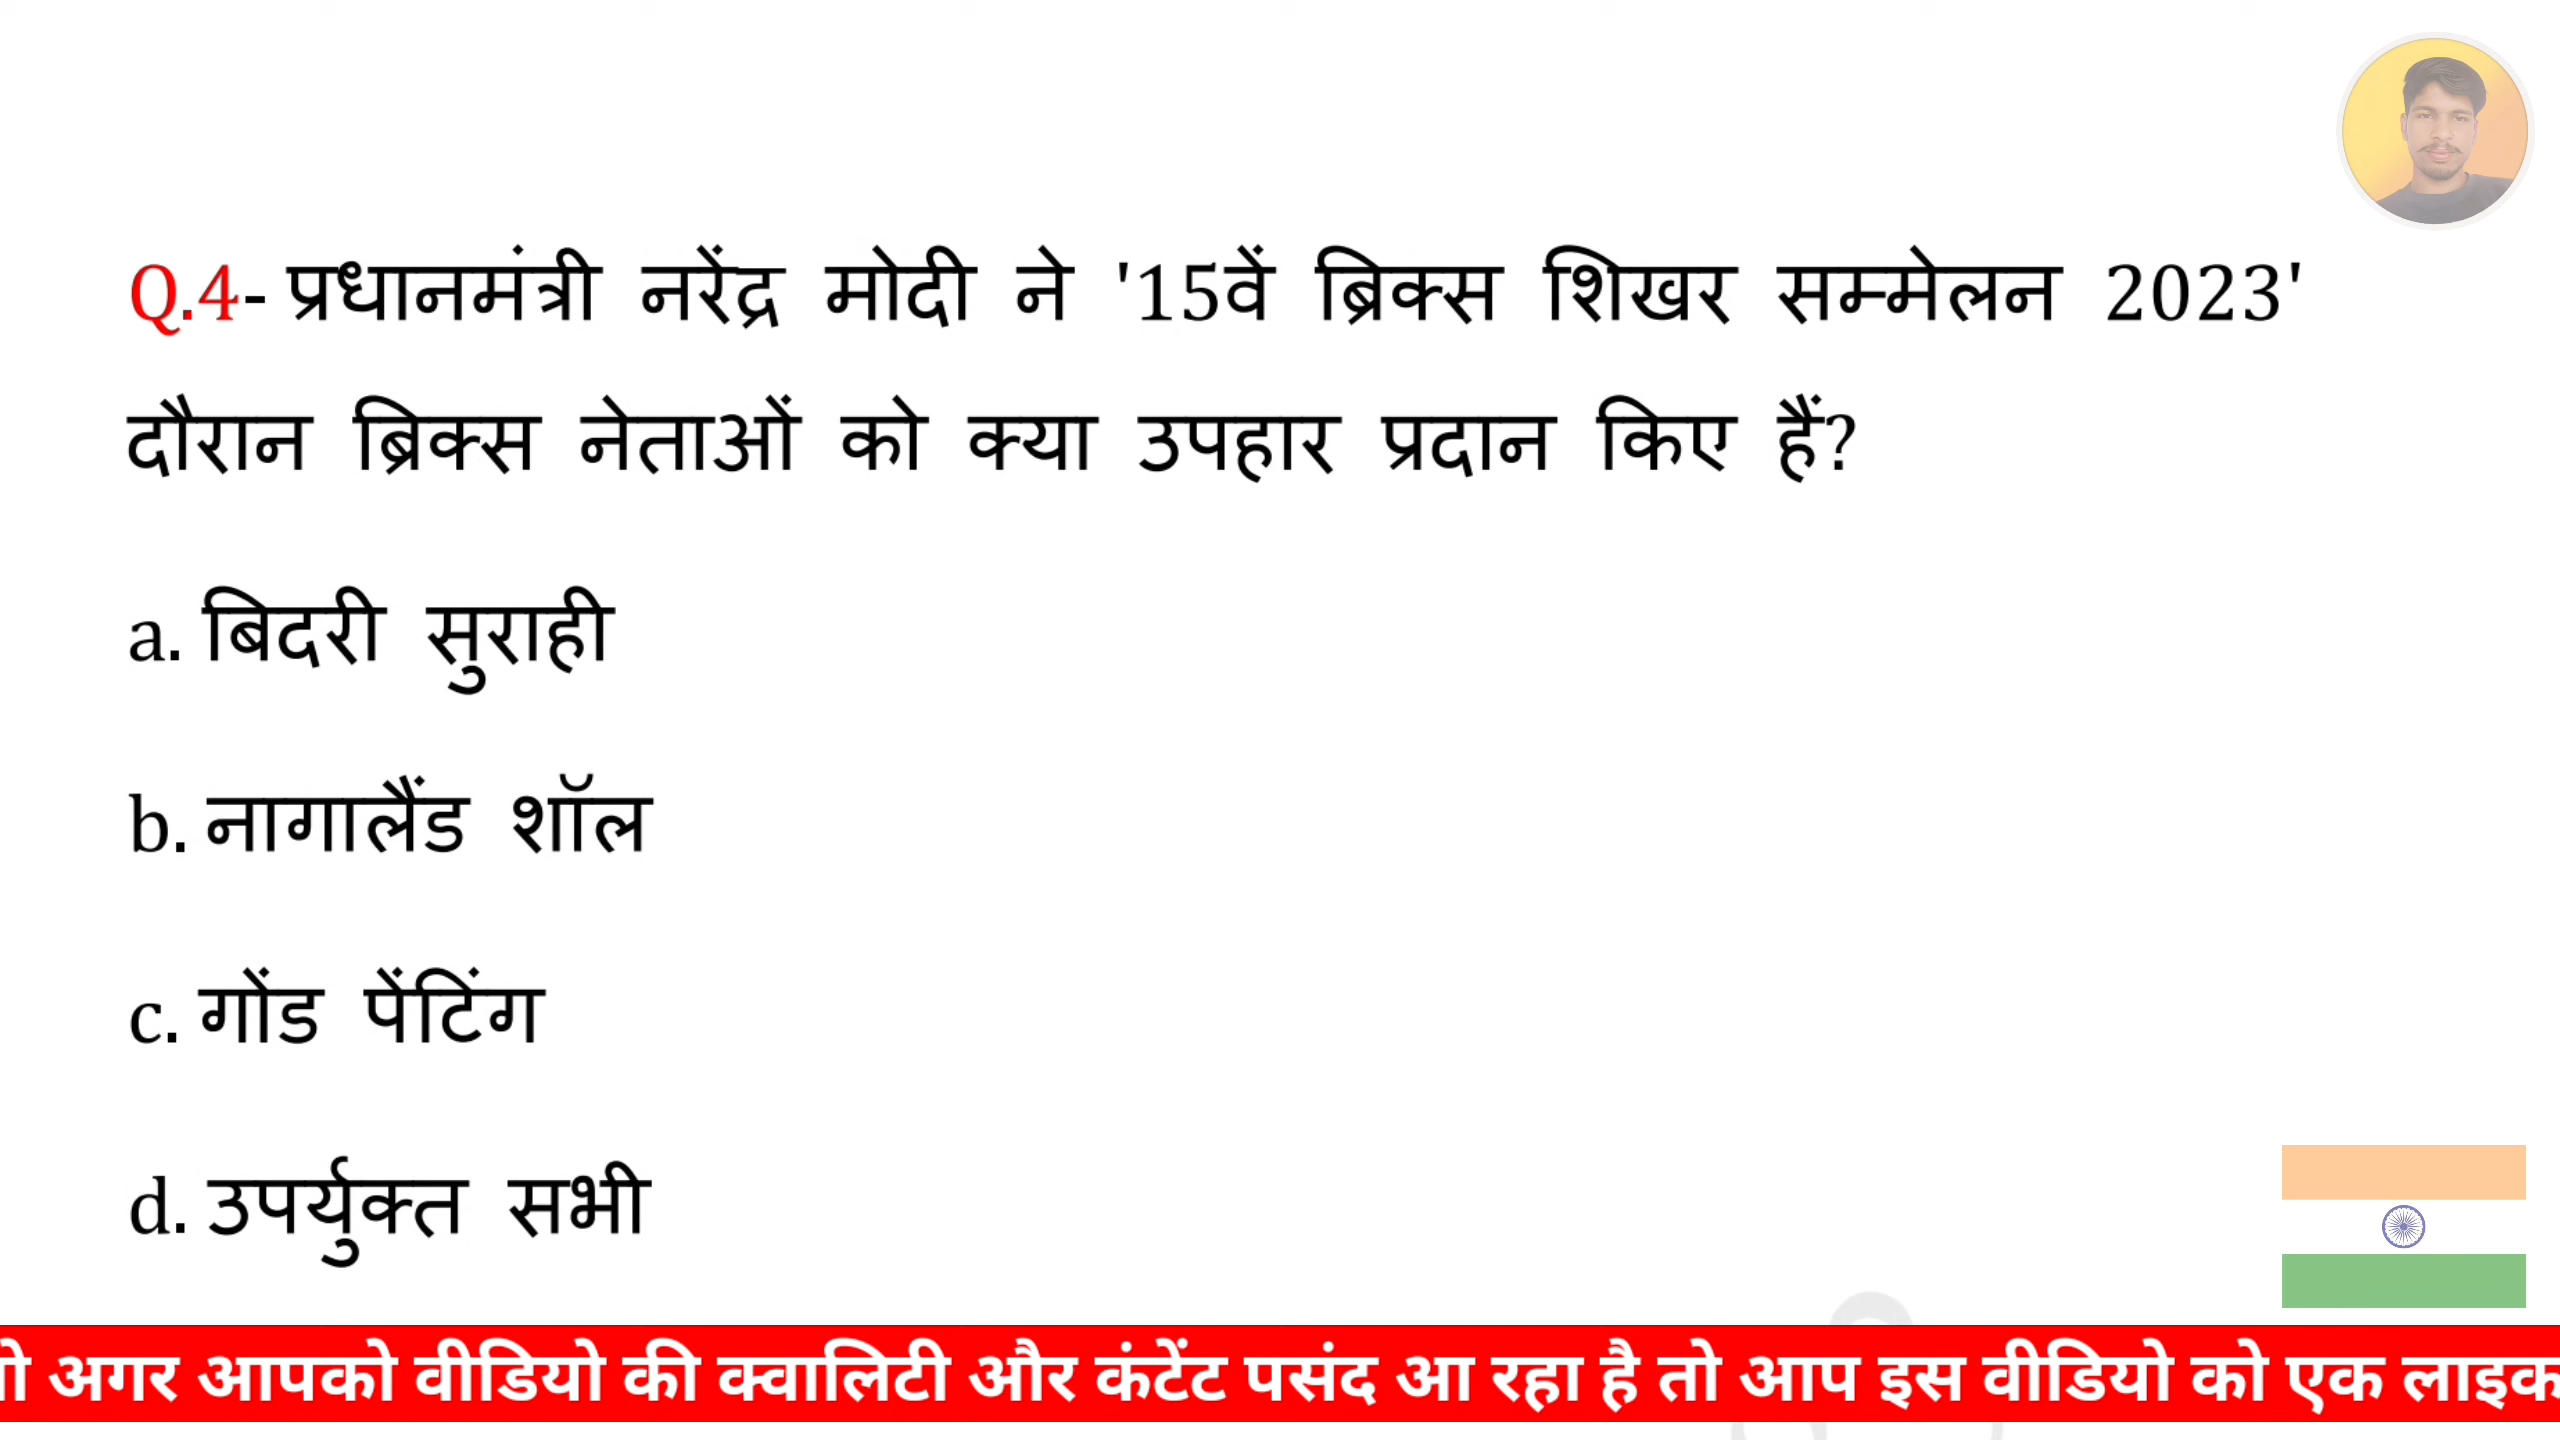 Q.4- प्रधानमंत्री नरेंद्र मोदी ने '15वें ब्रिक्स शिखर सम्मेलन 2023'
दौरान ब्रिक्स नेताओं को क्या उपहार प्रदान किए हैं?
a. बिदरी सुराही
b. नागालैंड शॉल
c. गोंड पेंटिंग
d. उपर्युक्त सभी
अगर आपको वीडियो की क्वालिटी और कंटेंट पसंद आ रहा है तो आप इस वीडियो को एक लाइक